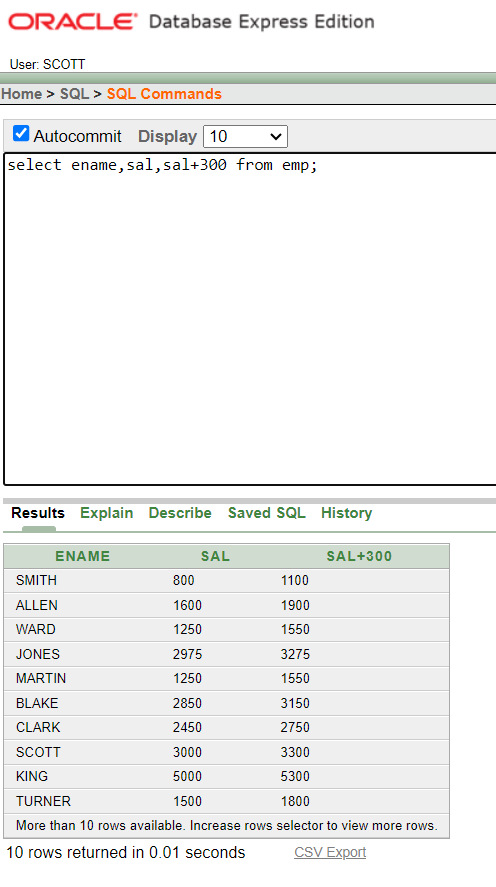 ORACLE Database Express Edition
User: SCOTT
Home > SQL > SQL Commands
Autocommit Display 10
select ename,sal,sal+300 from emp;
Results Explain Describe Saved SQL History
ENAME SAL SAL+300
SMITH 800 1100
ALLEN 1600 1900
WARD 1250 1550
JONES 2975 3275
MARTIN 1250 1550
BLAKE 2850 3150
CLARK 2450 2750
SCOTT 3000 3300
KING 5000 5300
TURNER 1500 1800
More than 10 rows available. Increase rows selector to view more rows.
10 rows returned in 0.01 seconds CSV Export